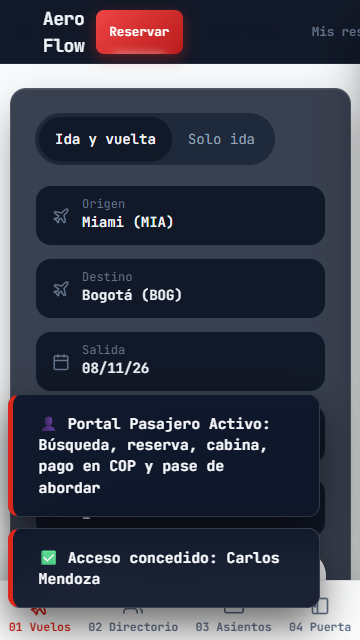 Aero
Flow
Reservar
Mis res
Ida y vuelta
Solo ida
Origen
Miami (MIA)
Destino
Bogotá (BOG)
Salida
08/11/26
👤 Portal Pasajero Activo:
Búsqueda, reserva, cabina,
pago en COP y pase de
abordar
✅ Acceso concedido: Carlos
Mendoza
01 Vuelos
02 Directorio
03 Asientos
04 Puerta